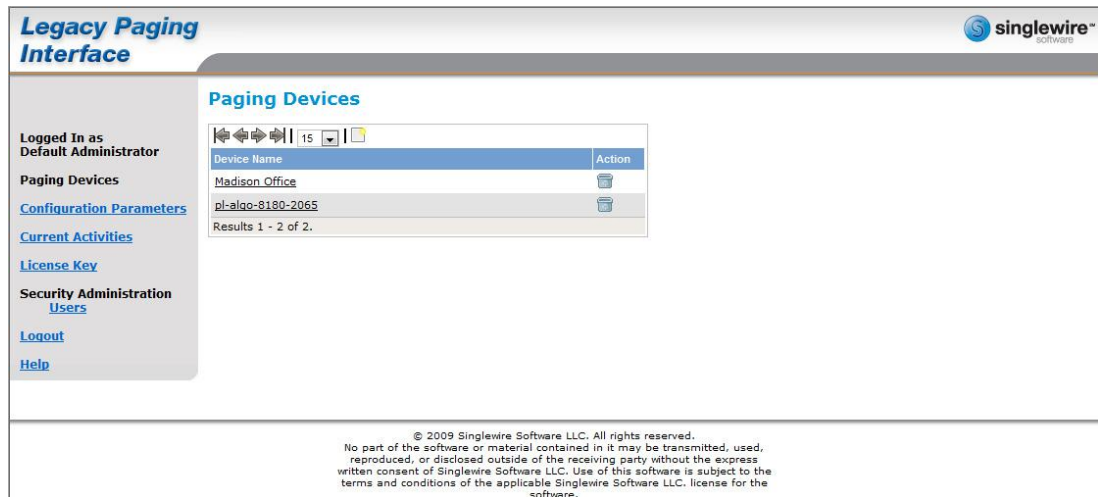 Legacy Paging
Interface
singlewire™
software
Paging Devices
15
Device Name Action
Madison Office
pl-algo-8180-2065
Results 1 - 2 of 2.
Logged In as
Default Administrator
Paging Devices
Configuration Parameters
Current Activities
License Key
Security Administration
Users
Logout
Help
© 2009 Singlewire Software LLC. All rights reserved.
No part of the software or material contained in it may be transmitted, used,
reproduced, or disclosed outside of the receiving party without the express
written consent of Singlewire Software LLC. Use of this software is subject to the
terms and conditions of the applicable Singlewire Software LLC. license for the
software.